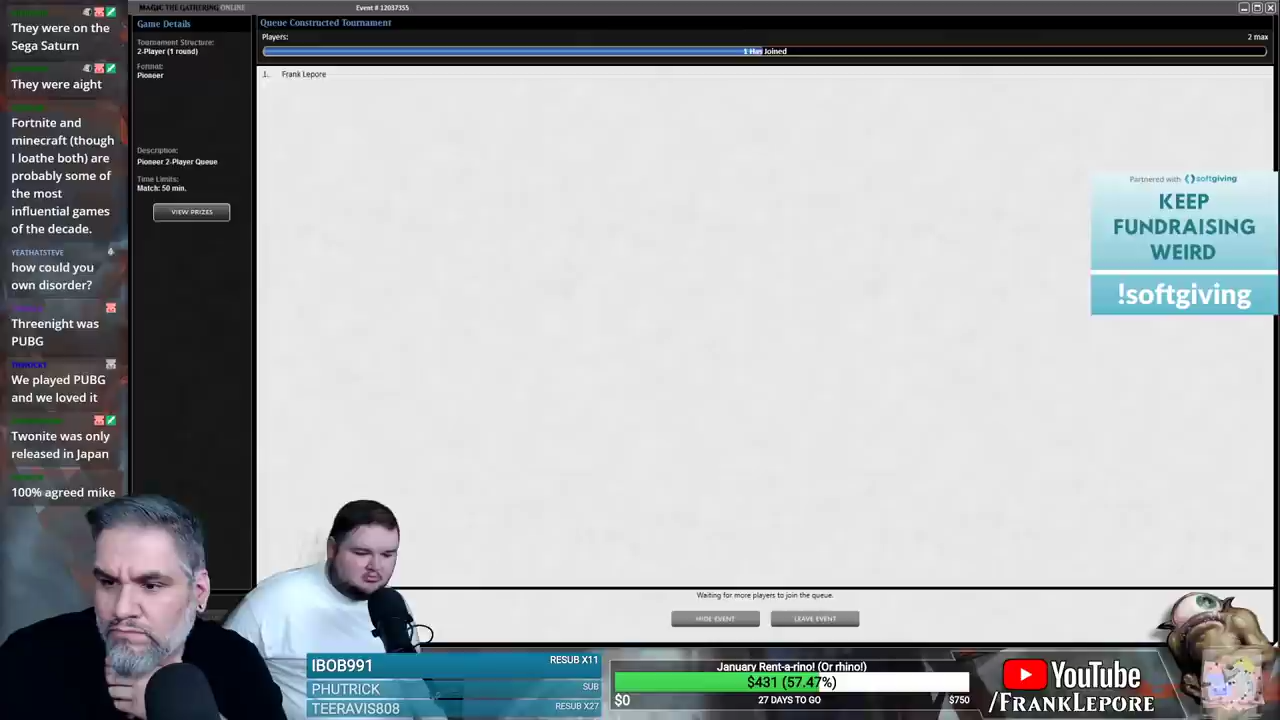 They were on the
Sega Saturn
They were aight
Fortnite and
minecraft (though
I loathe both) are
probably some of
the most
influential games
of the decade.
YEATHATSTEVE
how could you
own disorder?
Threenight was
PUBG
We played PUBG
and we loved it
Twonite was only
released in Japan
100% agreed mike
MAGIC THE GATHERING ONLINE
Event # 12037355
Game Details
Tournament Structure:
2-Player (1 round)
Format:
Pioneer
Description:
Pioneer 2-Player Queue
Time Limits:
Match: 50 min.
VIEW PRIZES
Queue Constructed Tournament
Players:
2 max
1 Has Joined
1. Frank Lepore
Waiting for more players to join the queue.
HIDE EVENT
LEAVE EVENT
Partnered with softgiving
KEEP
FUNDRAISING
WEIRD
!softgiving
IBOB991 RESUB X11
PHUTRICK SUB
TEERAVIS808 RESUB X27
January Rent-a-rino! (Or rhino!)
$431 (57.47%)
$0 27 DAYS TO GO $750
YouTube
/FRANKLEPORE